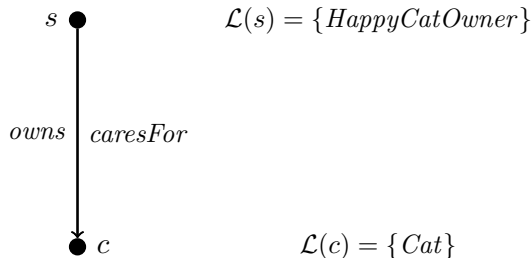 s ℒ(s) = {HappyCatOwner}
owns caresFor
c ℒ(c) = {Cat}